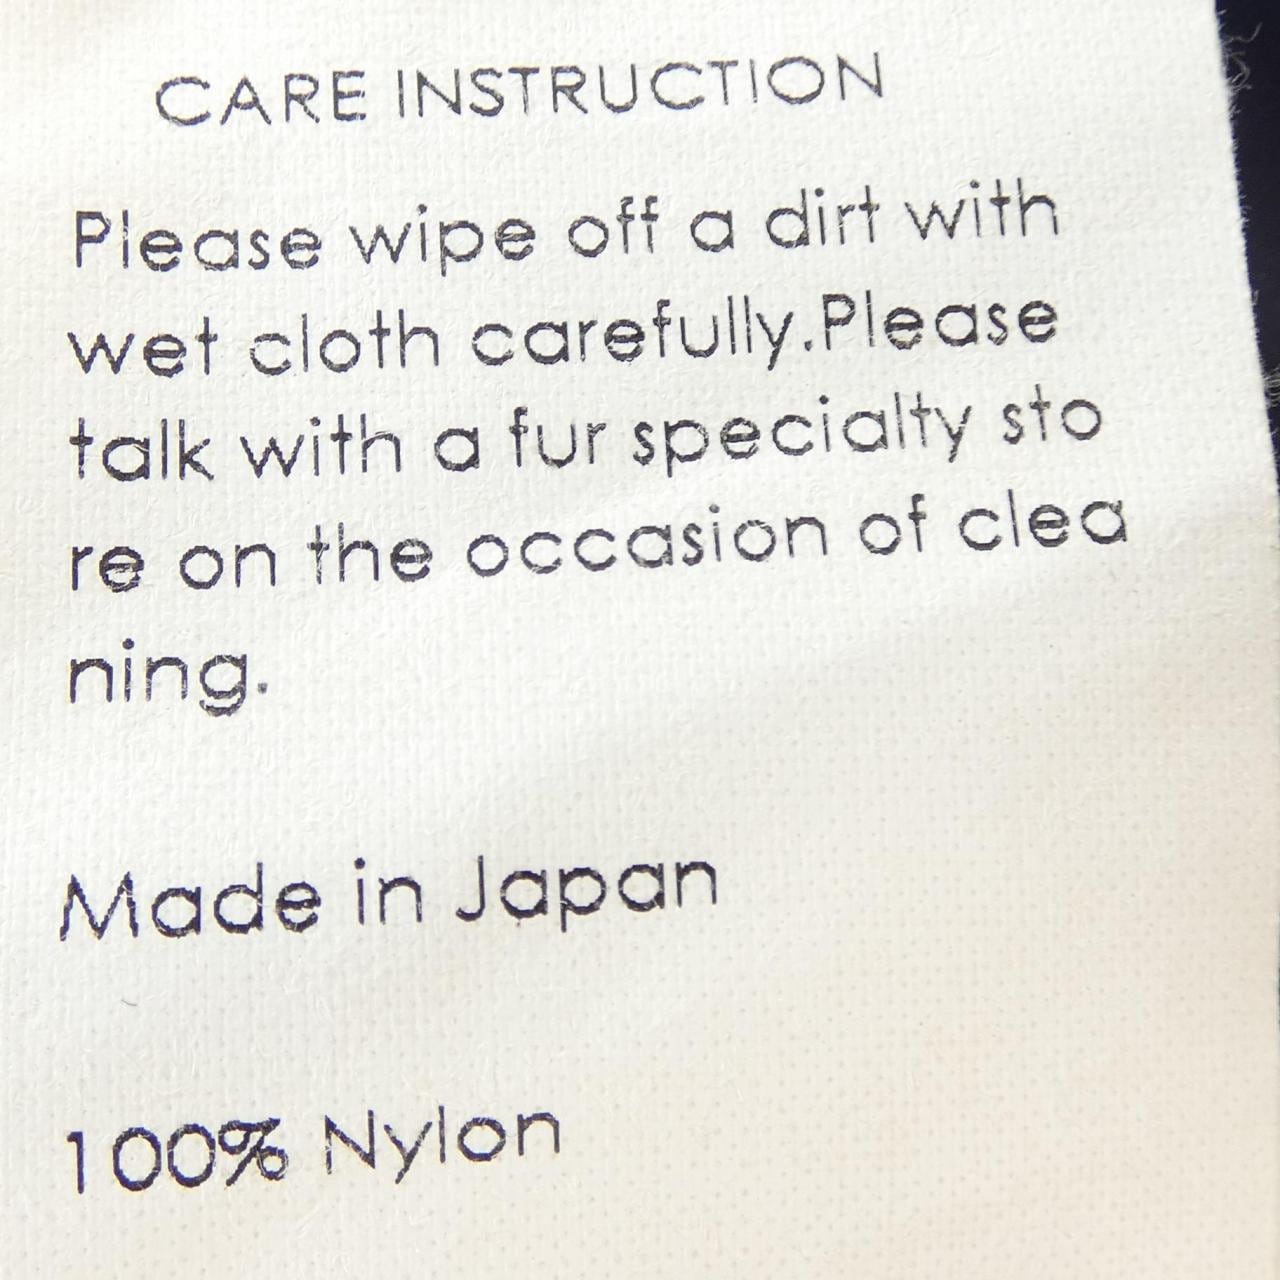 CARE INSTRUCTION
Please wipe off a dirt with
wet cloth carefully.Please
talk with a fur specialty sto
re on the occasion of clea
ning.
Made in Japan
100% Nylon